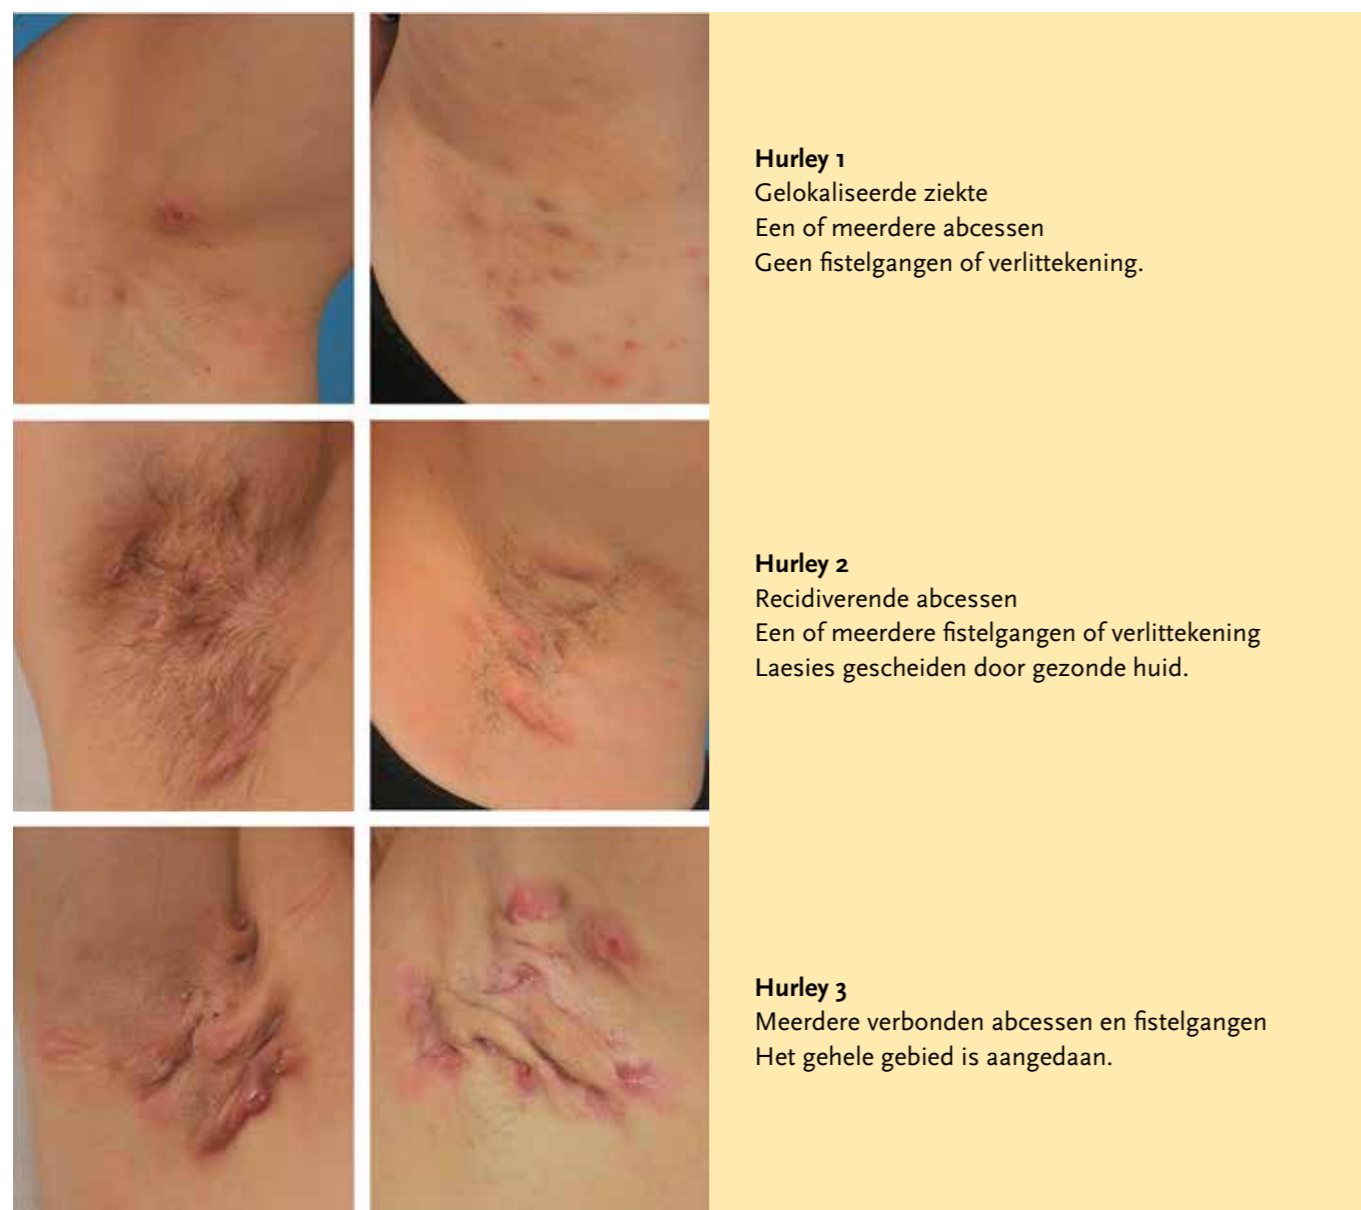 Hurley 1
Gelokaliseerde ziekte
Een of meerdere abcessen
Geen fistelgangen of verlittekening.
Hurley 2
Recidiverende abcessen
Een of meerdere fistelgangen of verlittekening
Laesies gescheiden door gezonde huid.
Hurley 3
Meerdere verbonden abcessen en fistelgangen
Het gehele gebied is aangedaan.